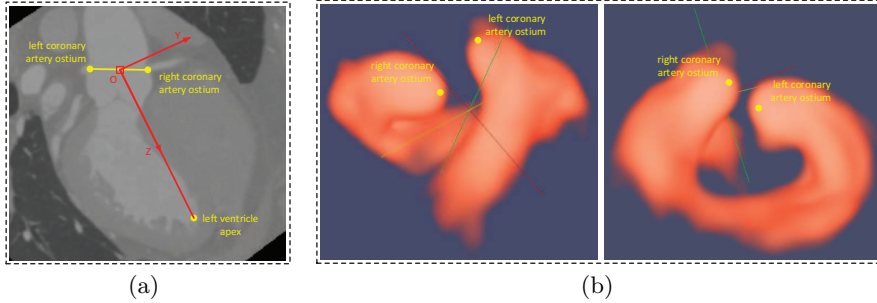 left coronary
artery ostium
Y
O
right coronary
artery ostium
Z
left ventricle
apex
left coronary
artery ostium
right coronary
artery ostium
right coronary
artery ostium
left coronary
artery ostium
(a)
(b)